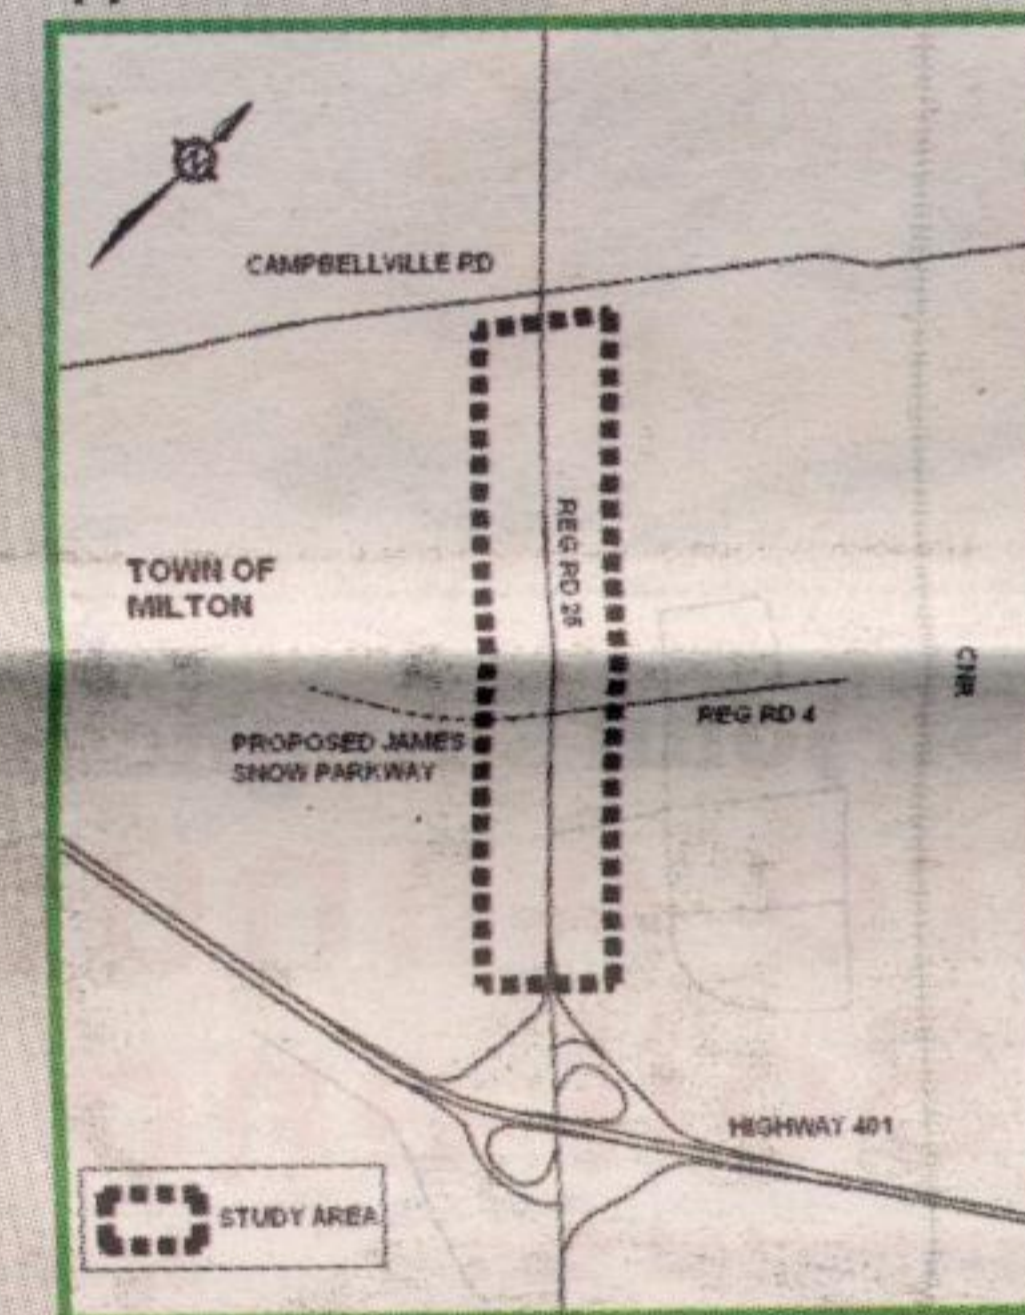 CAMPBELLVILLE RD
REG RD 25
TOWN OF
MILTON
CNR
REG RD 4
PROPOSED JAMES
SNOW PARKWAY
HIGHWAY 401
STUDY AREA